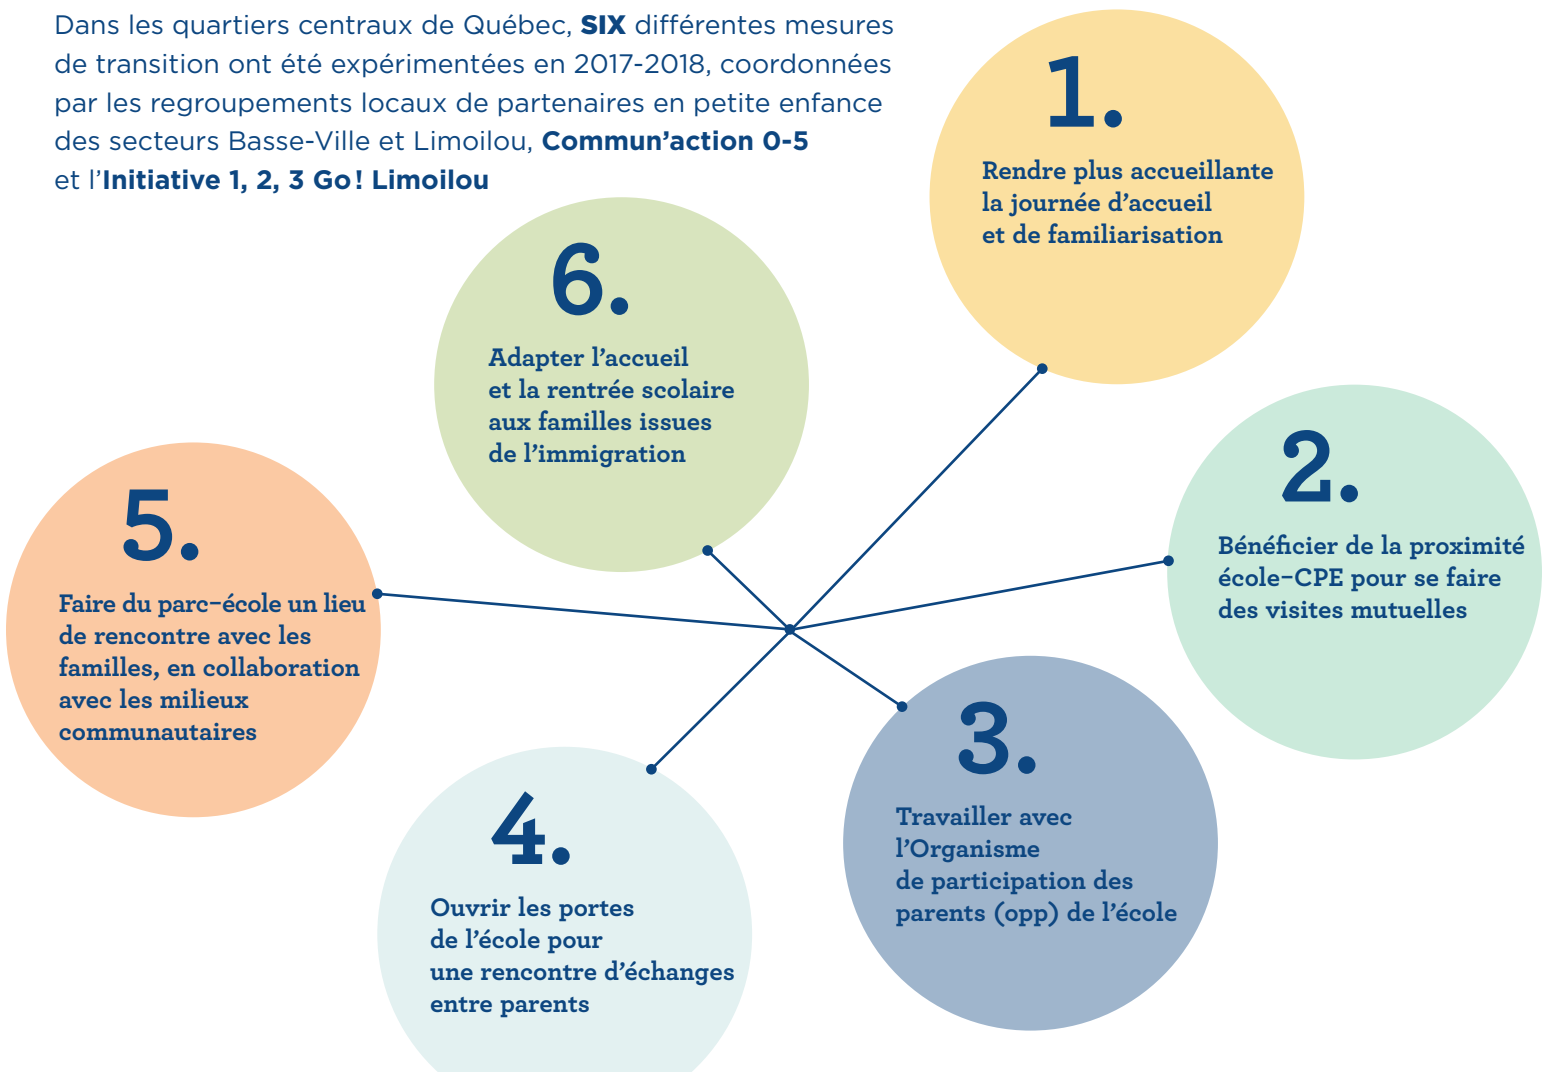 Dans les quartiers centraux de Québec, SIX différentes mesures
de transition ont été expérimentées en 2017-2018, coordonnées
par les regroupements locaux de partenaires en petite enfance
des secteurs Basse-Ville et Limoilou, Commun’action 0-5
et l’Initiative 1, 2, 3 Go! Limoilou
1.
Rendre plus accueillante
la journée d’accueil
et de familiarisation
2.
Bénéficier de la proximité
école-CPE pour se faire
des visites mutuelles
3.
Travailler avec
l’Organisme
de participation des
parents (opp) de l’école
4.
Ouvrir les portes
de l’école pour
une rencontre d’échanges
entre parents
5.
Faire du parc-école un lieu
de rencontre avec les
familles, en collaboration
avec les milieux
communautaires
6.
Adapter l’accueil
et la rentrée scolaire
aux familles issues
de l’immigration